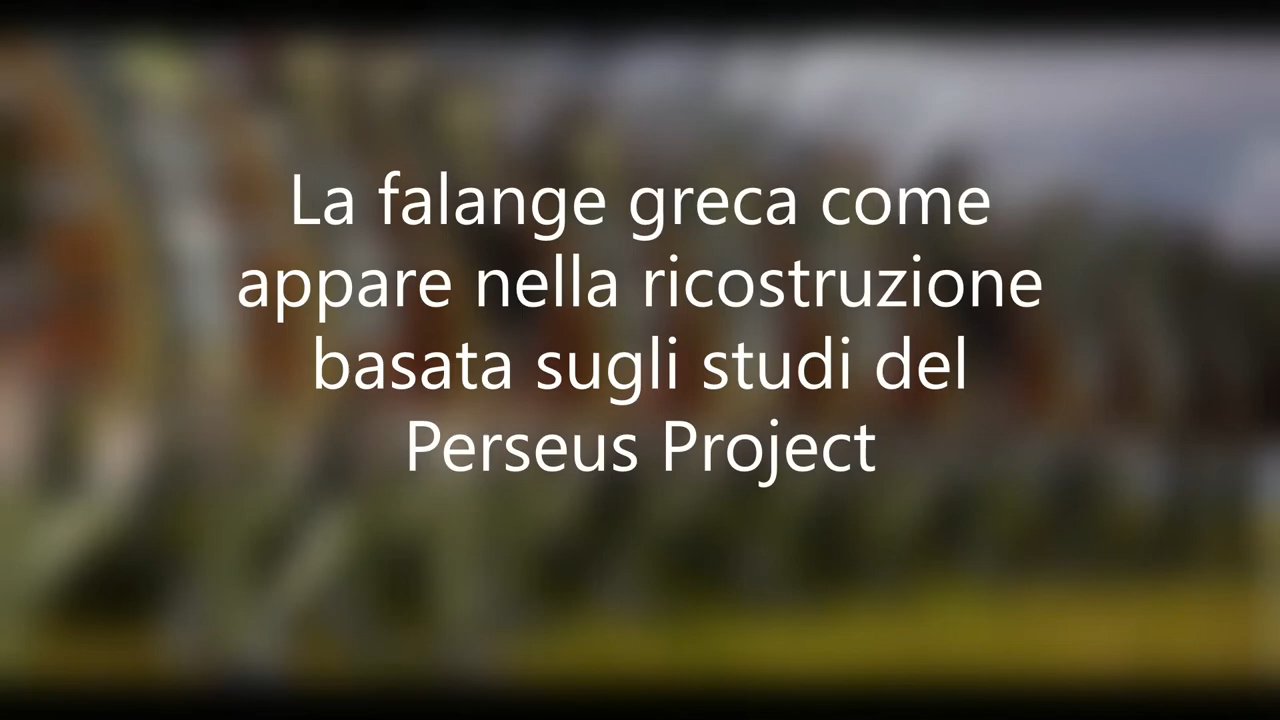 La falange greca come
appare nella ricostruzione
basata sugli studi del
Perseus Project